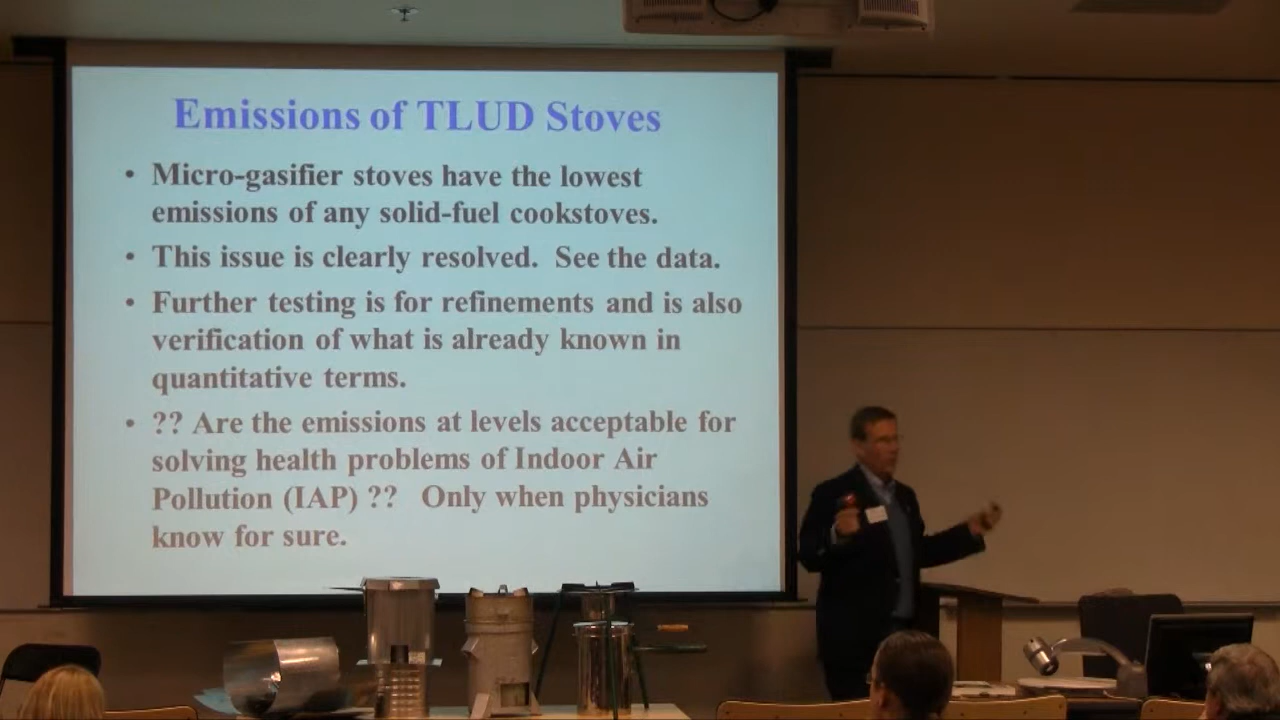 Emissions of TLUD Stoves
• Micro-gasifier stoves have the lowest
emissions of any solid-fuel cookstoves.
• This issue is clearly resolved.  See the data.
• Further testing is for refinements and is also
verification of what is already known in
quantitative terms.
• ?? Are the emissions at levels acceptable for
solving health problems of Indoor Air
Pollution (IAP) ??   Only when physicians
know for sure.